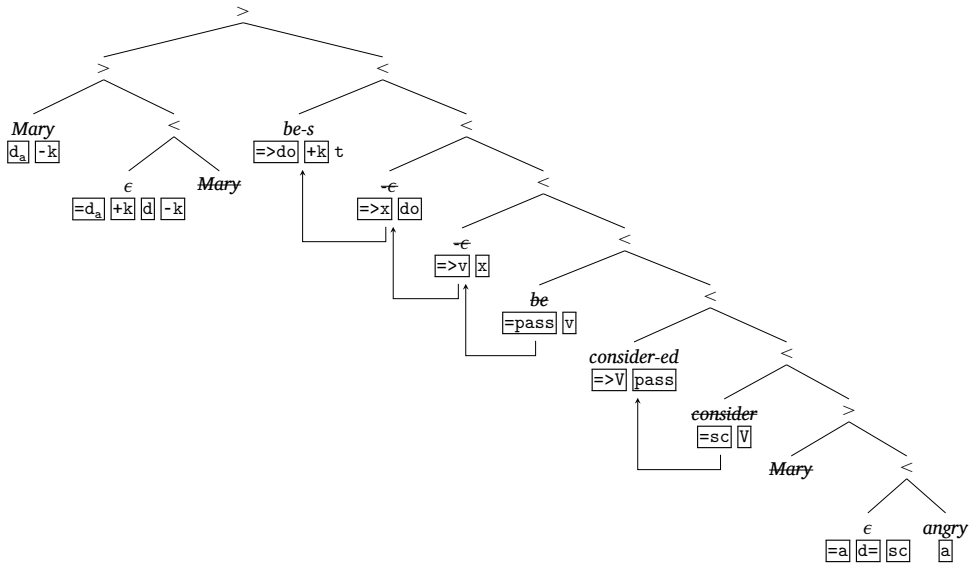 >
> <
Mary < be-s <
d_a -k =>do +k t
ϵ Mary -ϵ <
=d_a +k d -k =>x do
-ϵ <
=>v x
be <
=pass v
consider-ed <
=>V pass
consider >
=sc V
Mary <
ϵ angry
=a d= sc a